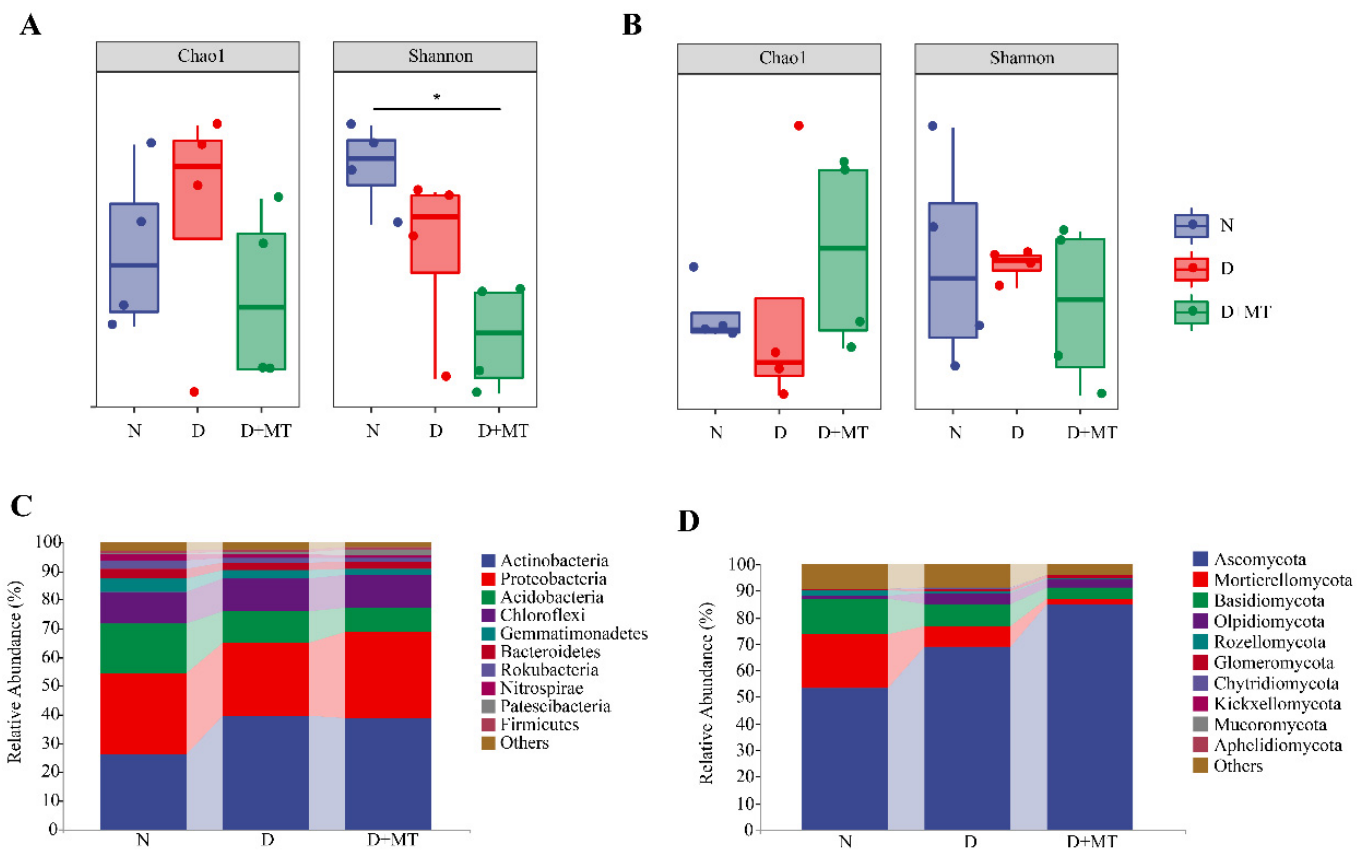 A
Chao1
Shannon
*
N
D
D+MT
N
D
D+MT
B
Chao1
Shannon
N
D
D+MT
N
D
D+MT
N
D
D+MT
C
Relative Abundance (%)
100
90
80
70
60
50
40
30
20
10
0
N
D
D+MT
Actinobacteria
Proteobacteria
Acidobacteria
Chloroflexi
Gemmatimonadetes
Bacteroidetes
Rokubacteria
Nitrospirae
Patescibacteria
Firmicutes
Others
D
Relative Abundance (%)
100
90
80
70
60
50
40
30
20
10
0
N
D
D+MT
Ascomycota
Mortierellomycota
Basidiomycota
Olpidiomycota
Rozellomycota
Glomeromycota
Chytridiomycota
Kickxellomycota
Mucoromycota
Aphelidiomycota
Others